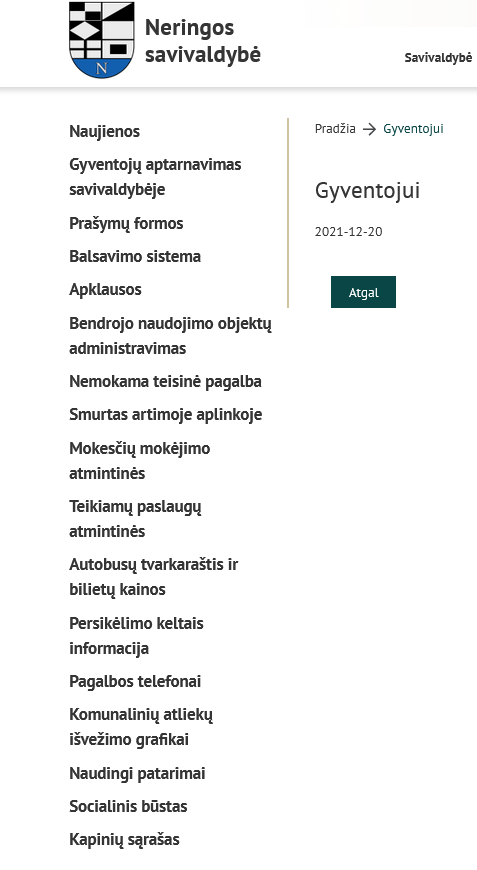 N
Neringos
savivaldybė
Savivaldybė
Naujienos
Gyventojų aptarnavimas
savivaldybėje
Prašymų formos
Balsavimo sistema
Apklausos
Bendrojo naudojimo objektų
administravimas
Nemokama teisinė pagalba
Smurtas artimoje aplinkoje
Mokesčių mokėjimo
atmintinės
Teikiamų paslaugų
atmintinės
Autobusų tvarkaraštis ir
bilietų kainos
Persikėlimo keltais
informacija
Pagalbos telefonai
Komunalinių atliekų
išvežimo grafikai
Naudingi patarimai
Socialinis būstas
Kapinių sąrašas
Pradžia → Gyventojui
Gyventojui
2021-12-20
Atgal